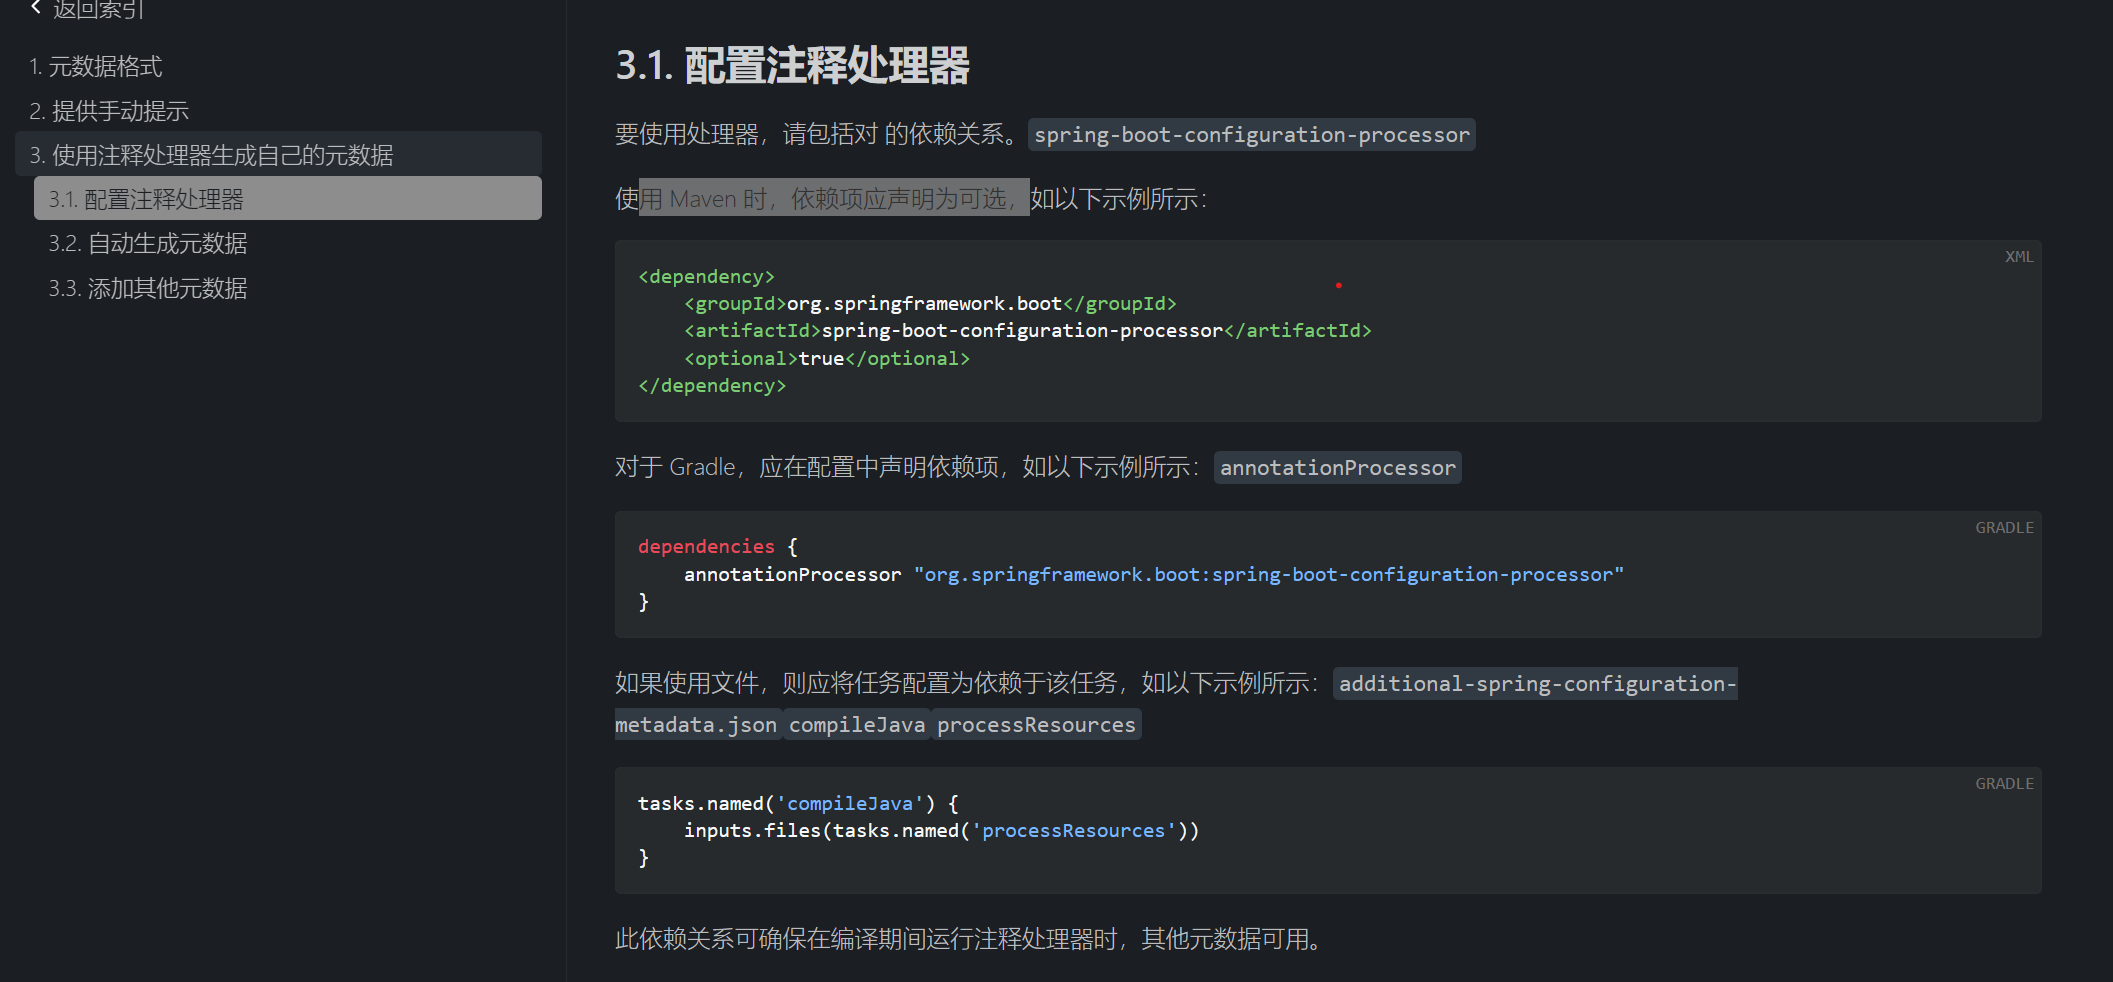 返回索引
1. 元数据格式
2. 提供手动提示
3. 使用注释处理器生成自己的元数据
3.1. 配置注释处理器
3.2. 自动生成元数据
3.3. 添加其他元数据
3.1. 配置注释处理器
要使用处理器，请包括对 的依赖关系。spring-boot-configuration-processor
使用 Maven 时，依赖项应声明为可选，如以下示例所示：
XML
<dependency>
    <groupId>org.springframework.boot</groupId>
    <artifactId>spring-boot-configuration-processor</artifactId>
    <optional>true</optional>
</dependency>
对于 Gradle，应在配置中声明依赖项，如以下示例所示：annotationProcessor
GRADLE
dependencies {
    annotationProcessor "org.springframework.boot:spring-boot-configuration-processor"
}
如果使用文件，则应将任务配置为依赖于该任务，如以下示例所示：additional-spring-configuration-
metadata.json compileJava processResources
GRADLE
tasks.named('compileJava') {
    inputs.files(tasks.named('processResources'))
}
此依赖关系可确保在编译期间运行注释处理器时，其他元数据可用。